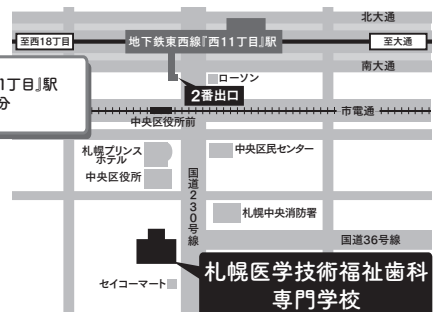 北大通
至西18丁目
地下鉄東西線『西11丁目』駅
至大通
南大通
1丁目』駅
分
ローソン
2番出口
市電通
中央区役所前
札幌プリンス
ホテル
中央区民センター
中央区役所
国道230号線
札幌中央消防署
国道36号線
セイコーマート
札幌医学技術福祉歯科
専門学校